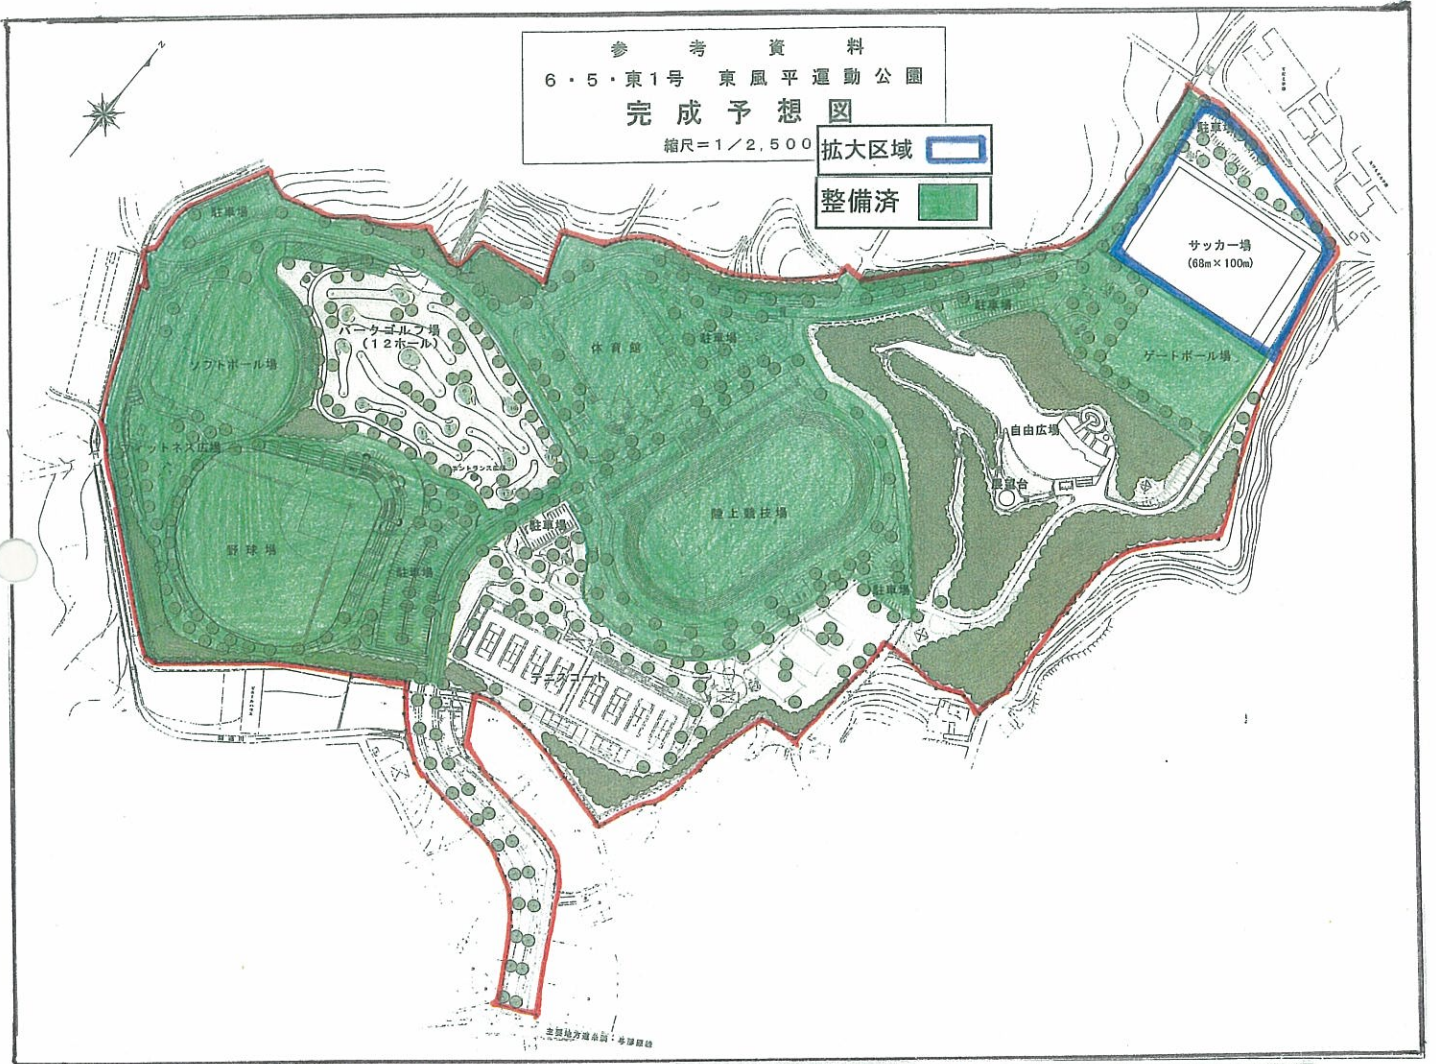 参考資料
6・5・東1号 東風平運動公園
完成予想図
縮尺=1/2,500
拡大区域
整備済
N
駐車場
サッカー場
(68m×100m)
駐車場
パークゴルフ場
(12ホール)
体育館
駐車場
駐車場
ゲートボール場
ソフトボール場
フィットネス広場
エントランス広場
自由広場
展望台
駐車場
陸上競技場
野球場
駐車場
駐車場
テニスコート